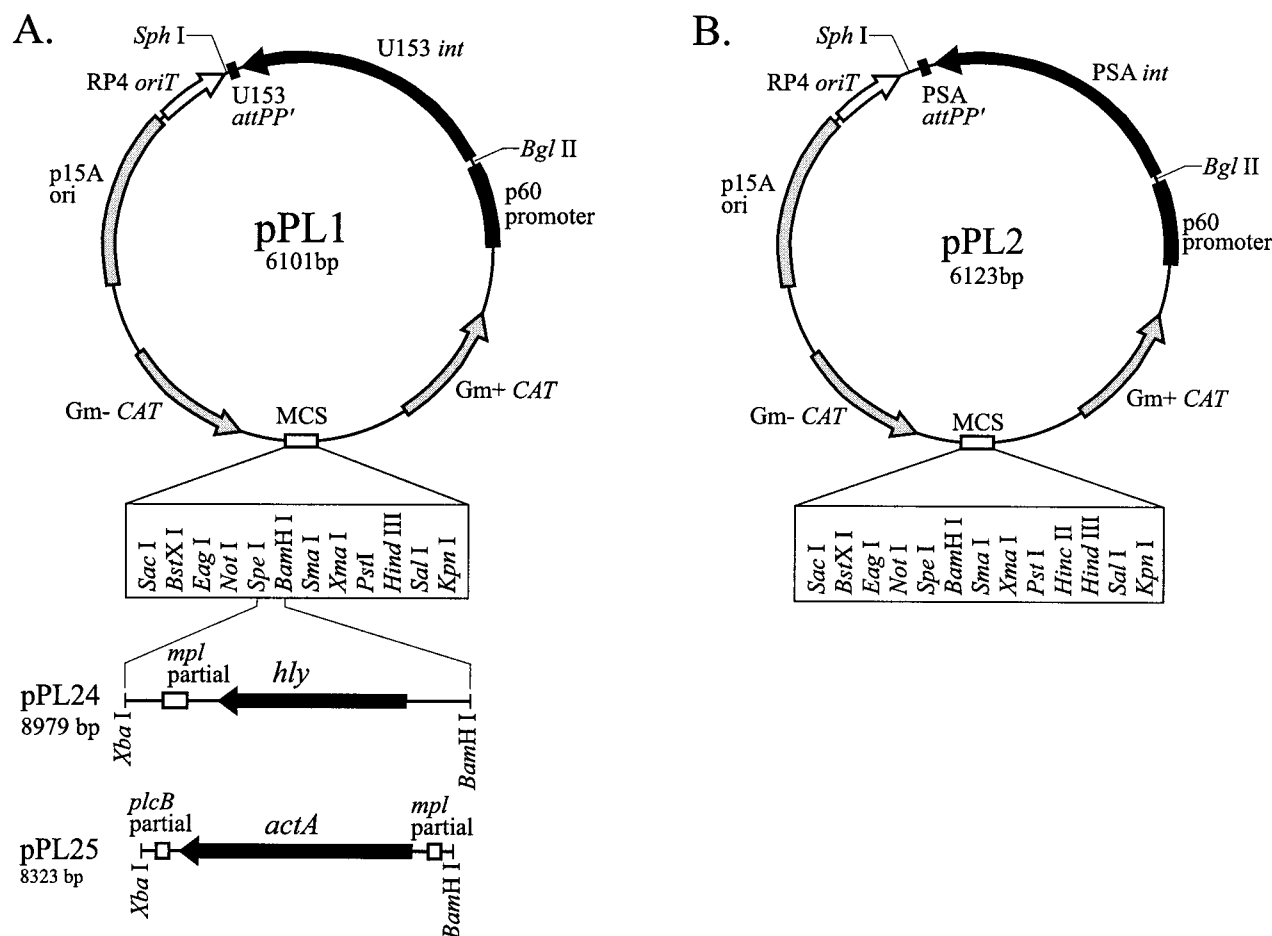 A.
Sph I
U153 int
RP4 oriT
U153
attPP'
Bgl II
p15A
ori
p60
promoter
pPL1
6101bp
Gm- CAT
Gm+ CAT
MCS
Sac I
BstX I
Eag I
Not I
Spe I
BamH I
Sma I
Xma I
PstI
Hind III
Sal I
Kpn I
pPL24
8979 bp
mpl
partial
hly
Xba I
BamH I
pPL25
8323 bp
plcB
partial
actA
mpl
partial
Xba I
BamH I
B.
Sph I
PSA int
RP4 oriT
PSA
attPP'
Bgl II
p15A
ori
p60
promoter
pPL2
6123bp
Gm- CAT
Gm+ CAT
MCS
Sac I
BstX I
Eag I
Not I
Spe I
BamH I
Sma I
Xma I
Pst I
Hinc II
Hind III
Sal I
Kpn I